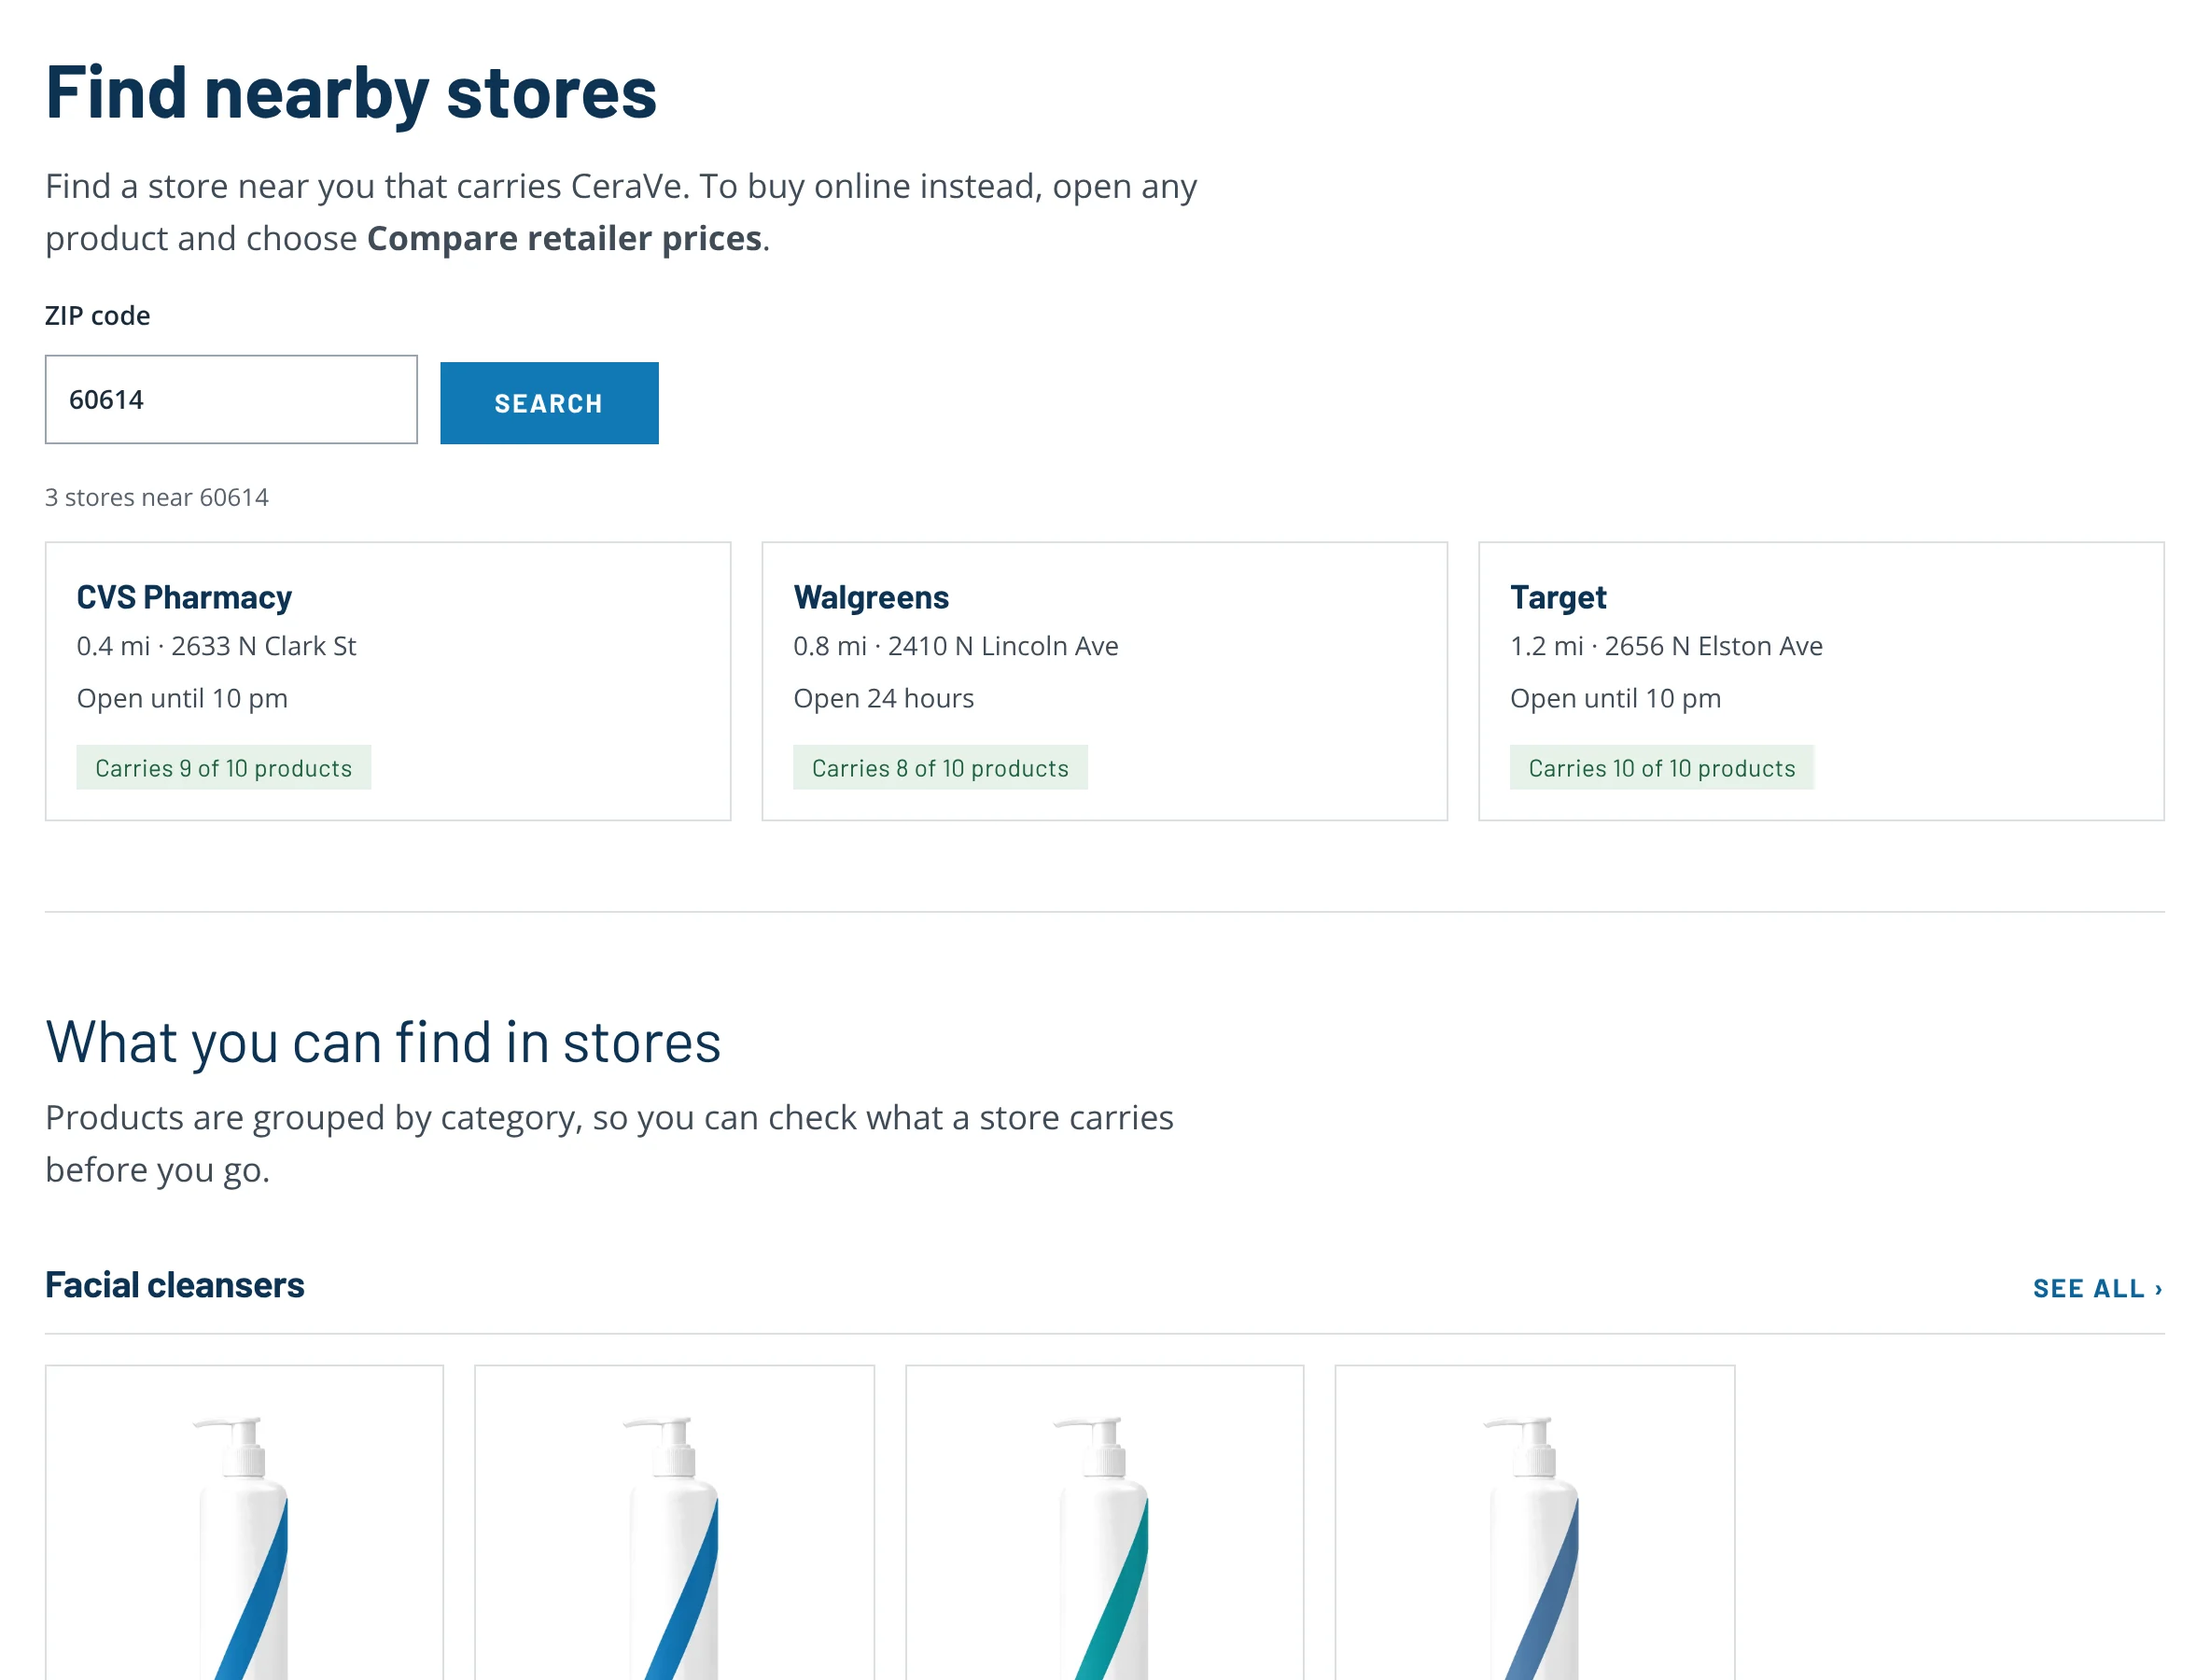 Find nearby stores
Find a store near you that carries CeraVe. To buy online instead, open any
product and choose Compare retailer prices.
ZIP code
60614
SEARCH
3 stores near 60614
CVS Pharmacy
0.4 mi · 2633 N Clark St
Open until 10 pm
Carries 9 of 10 products
Walgreens
0.8 mi · 2410 N Lincoln Ave
Open 24 hours
Carries 8 of 10 products
Target
1.2 mi · 2656 N Elston Ave
Open until 10 pm
Carries 10 of 10 products
What you can find in stores
Products are grouped by category, so you can check what a store carries
before you go.
Facial cleansers
SEE ALL ›